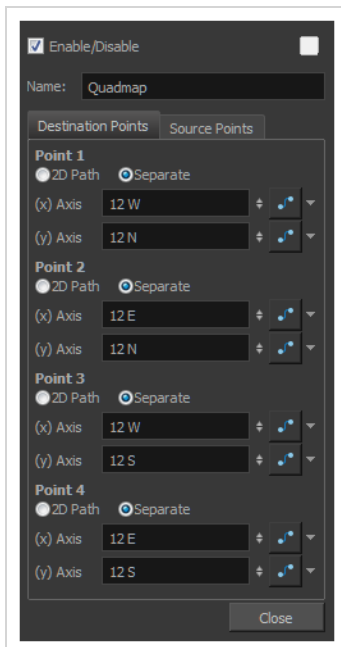 Enable/Disable
Name: Quadmap
Destination Points Source Points
Point 1
2D Path Separate
(x) Axis 12 W
(y) Axis 12 N
Point 2
2D Path Separate
(x) Axis 12 E
(y) Axis 12 N
Point 3
2D Path Separate
(x) Axis 12 W
(y) Axis 12 S
Point 4
2D Path Separate
(x) Axis 12 E
(y) Axis 12 S
Close